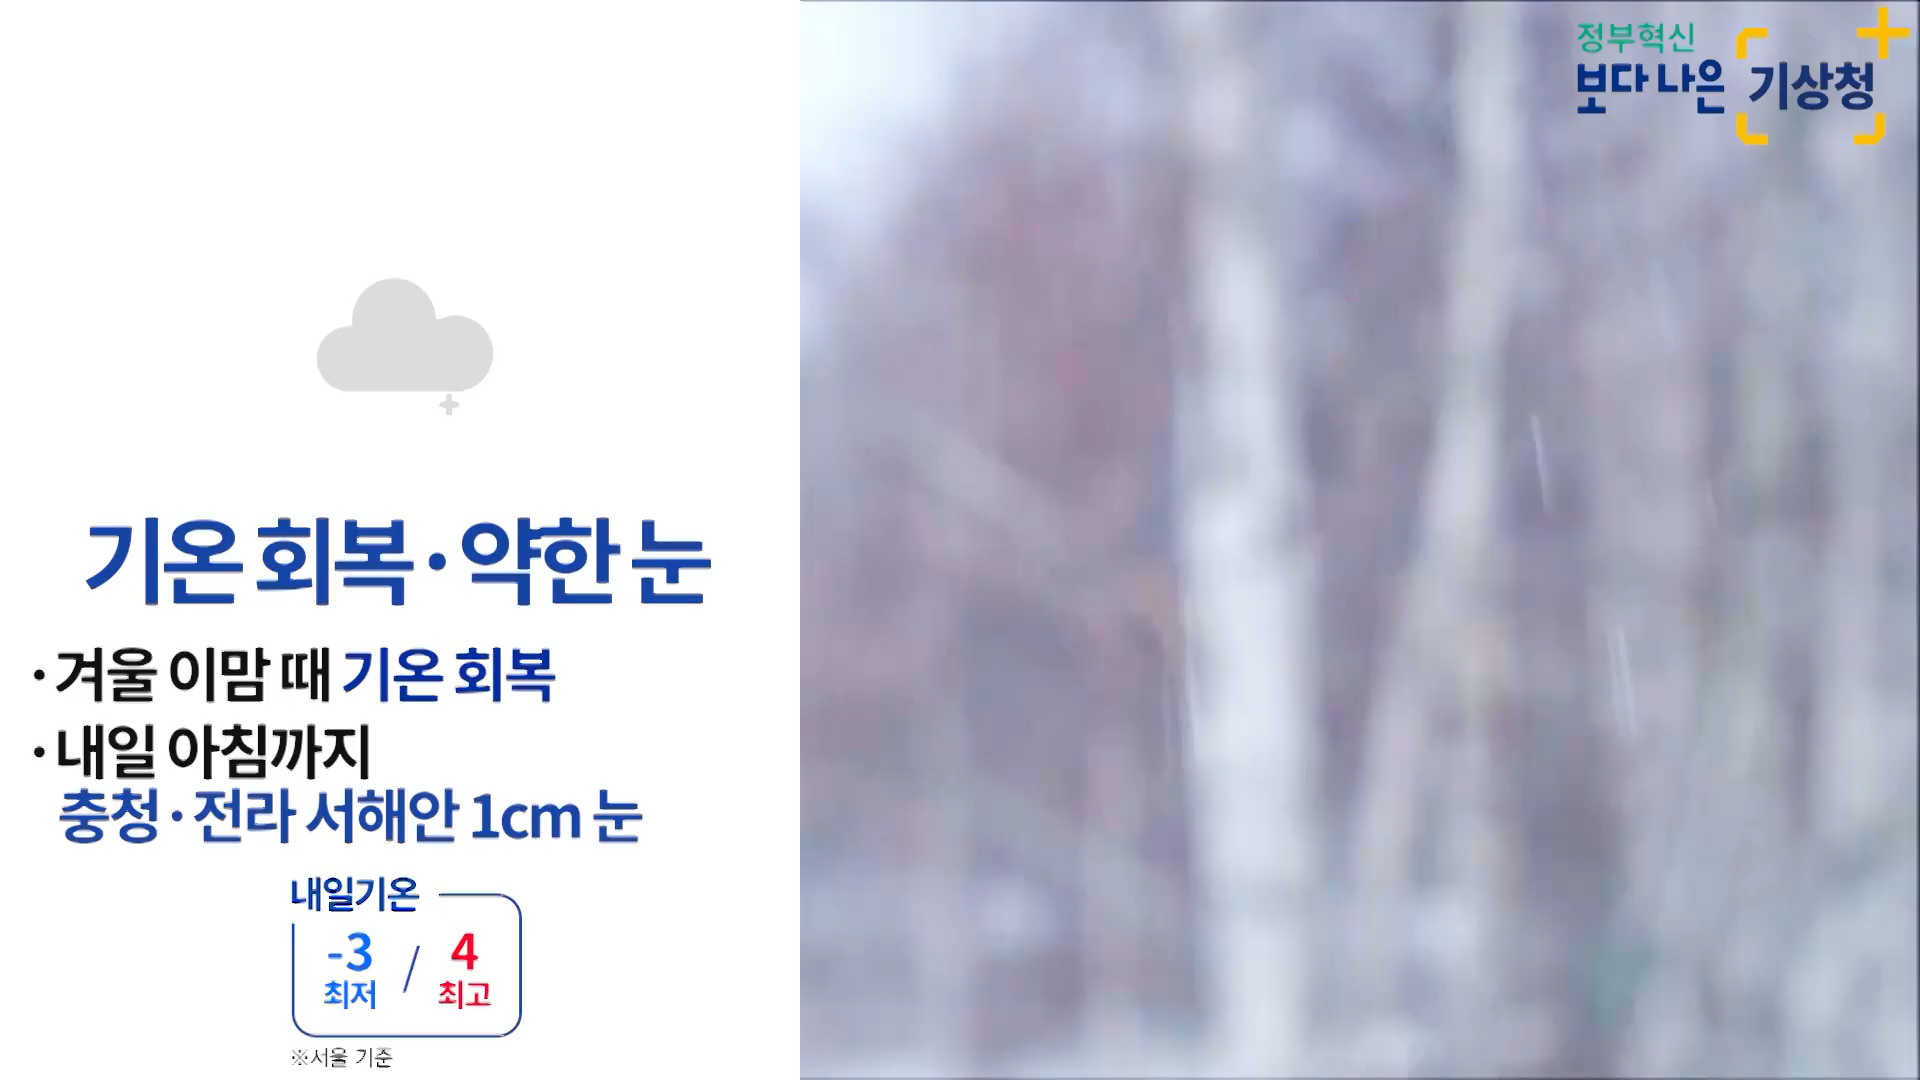 정부혁신
보다 나은 기상청
기온 회복·약한 눈
·겨울 이맘 때 기온 회복
·내일 아침까지
충청·전라 서해안 1cm 눈
내일기온
-3 / 4
최저 최고
※서울 기준